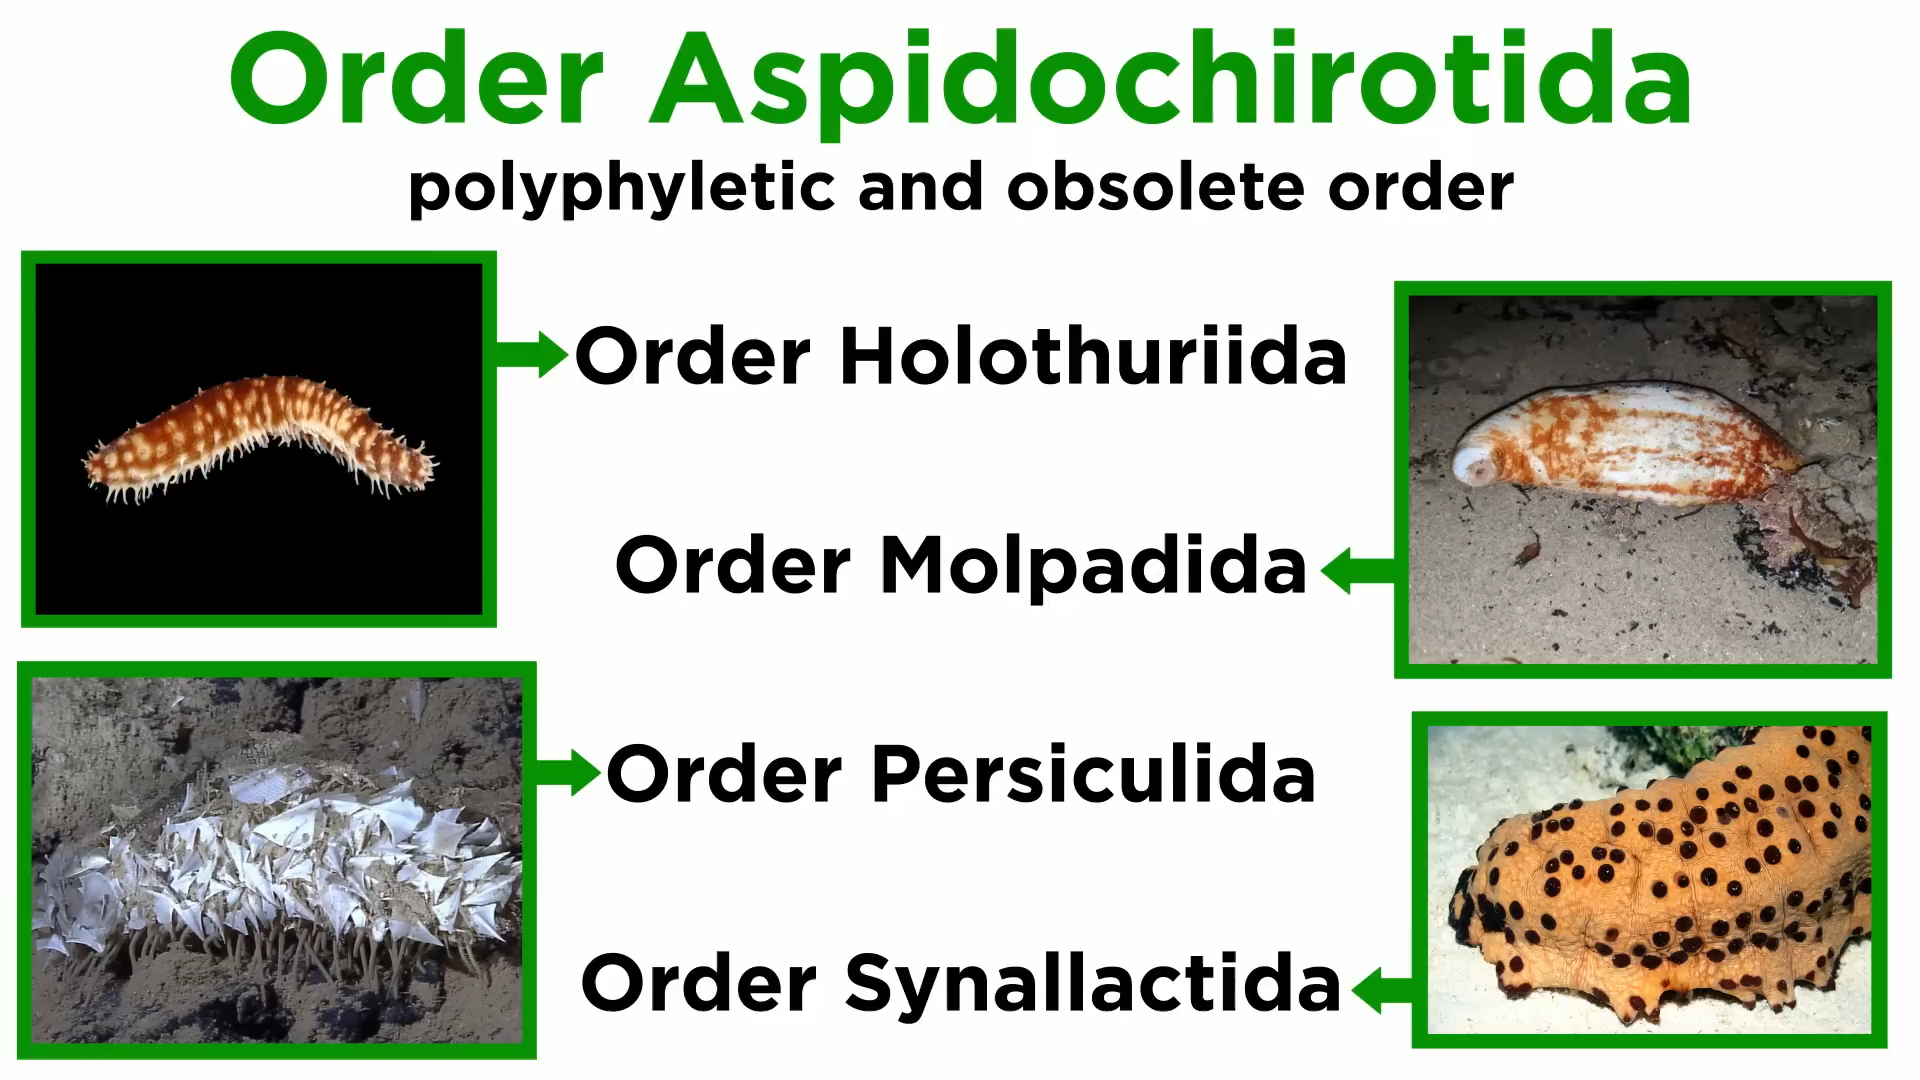 Order Aspidochirotida
polyphyletic and obsolete order
Order Holothuriida
Order Molpadida
Order Persiculida
Order Synallactida